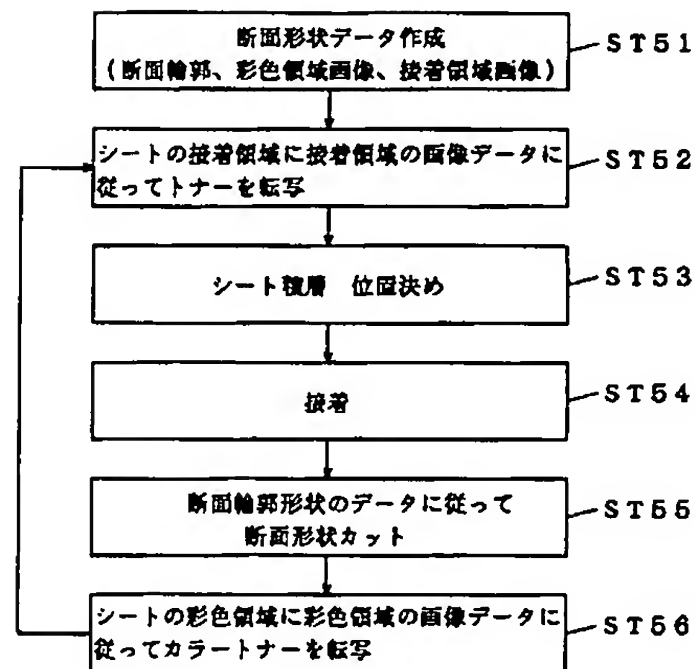 断面形状データ作成
(断面輪郭、彩色領域画像、接着領域画像)
ST51
シートの接着領域に接着領域の画像データに
従ってトナーを転写
ST52
シート積層 位置決め
ST53
接着
ST54
断面輪郭形状のデータに従って
断面形状カット
ST55
シートの彩色領域に彩色領域の画像データに
従ってカラートナーを転写
ST56